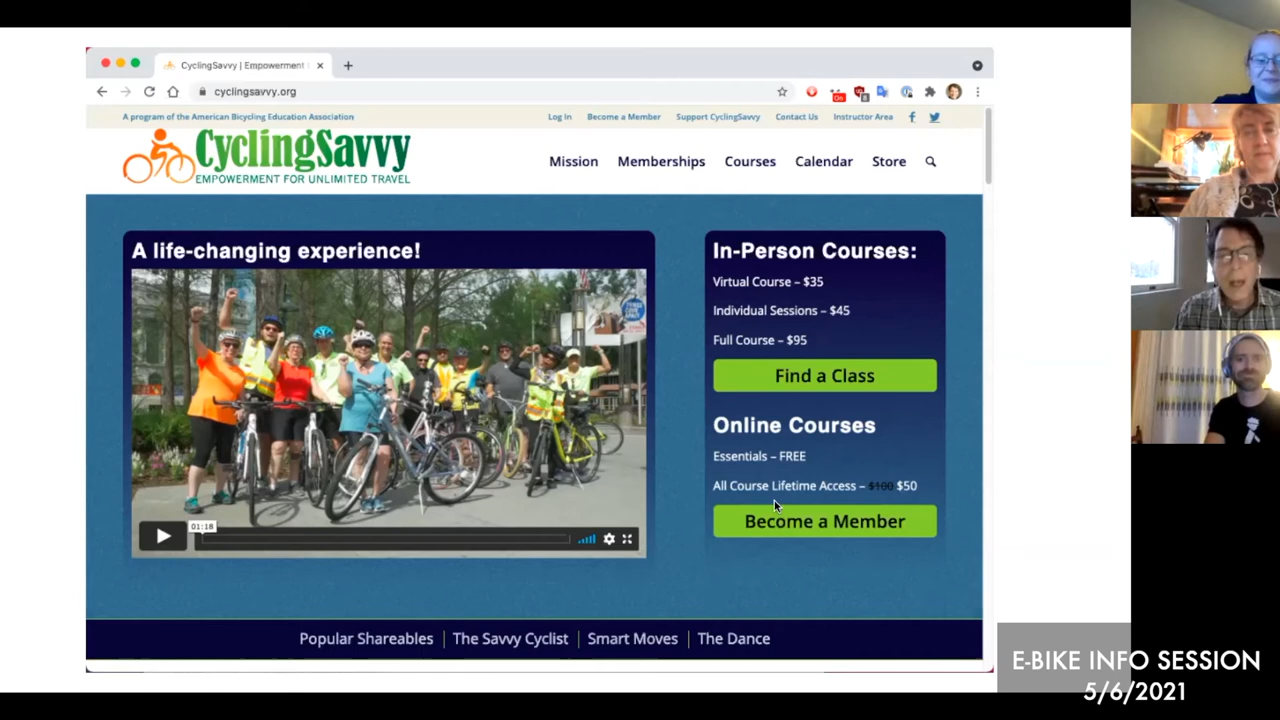 CyclingSavvy | Empowerment
cyclingsavvy.org
A program of the American Bicycling Education Association
Log In
Become a Member
Support CyclingSavvy
Contact Us
Instructor Area
CyclingSavvy
EMPOWERMENT FOR UNLIMITED TRAVEL
Mission
Memberships
Courses
Calendar
Store
A life-changing experience!
01:18
In-Person Courses:
Virtual Course – $35
Individual Sessions – $45
Full Course – $95
Find a Class
Online Courses
Essentials – FREE
All Course Lifetime Access – $100 $50
Become a Member
Popular Shareables | The Savvy Cyclist | Smart Moves | The Dance
E-BIKE INFO SESSION
5/6/2021